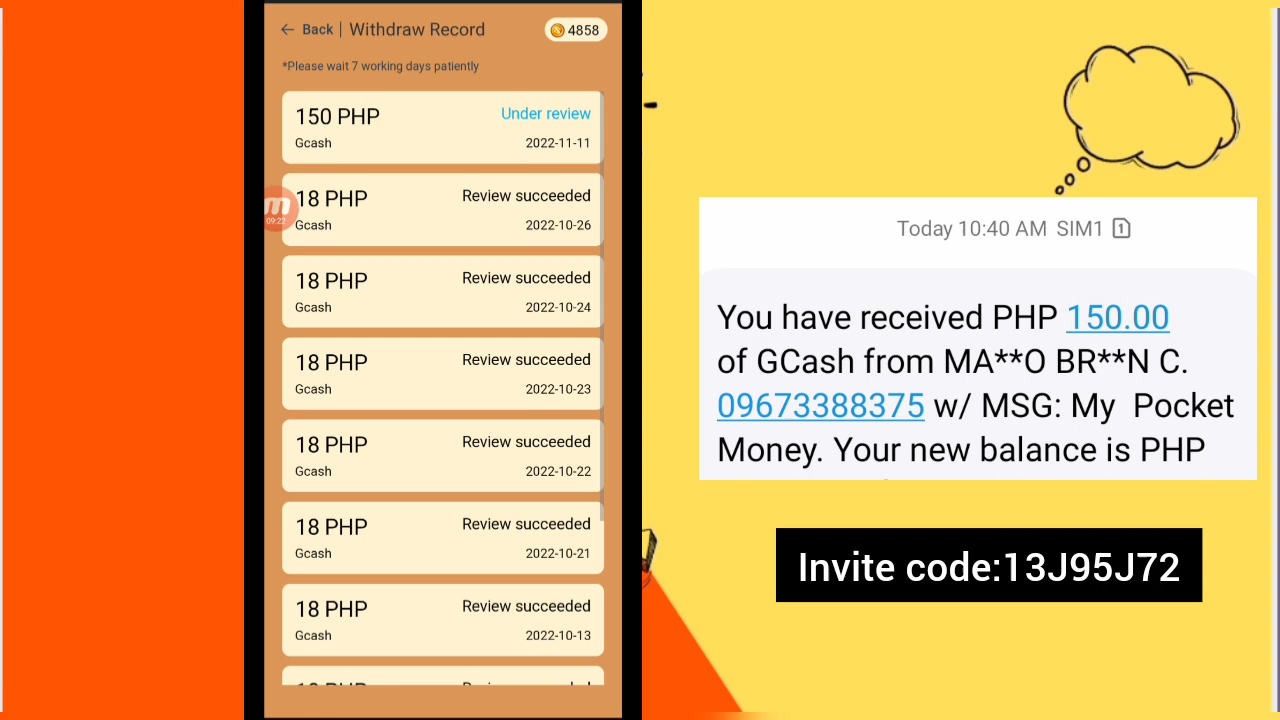 ← Back | Withdraw Record
4858
*Please wait 7 working days patiently
150 PHP Under review
Gcash 2022-11-11
18 PHP Review succeeded
Gcash 2022-10-26
m
09:22
18 PHP Review succeeded
Gcash 2022-10-24
18 PHP Review succeeded
Gcash 2022-10-23
18 PHP Review succeeded
Gcash 2022-10-22
18 PHP Review succeeded
Gcash 2022-10-21
18 PHP Review succeeded
Gcash 2022-10-13
Today 10:40 AM SIM1 1
You have received PHP 150.00
of GCash from MA**O BR**N C.
09673388375 w/ MSG: My Pocket
Money. Your new balance is PHP
Invite code:13J95J72